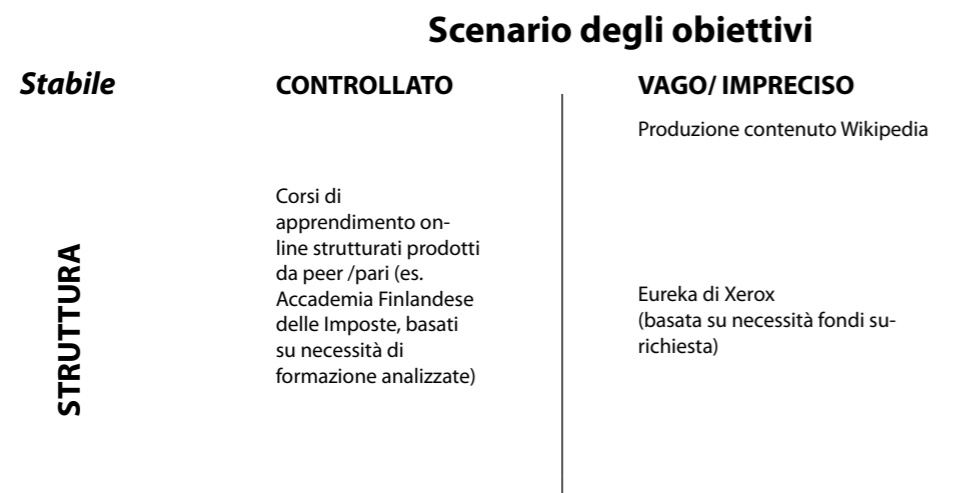 Scenario degli obiettivi
Stabile
CONTROLLATO
VAGO/ IMPRECISO
Produzione contenuto Wikipedia
STRUTTURA
Corsi di
apprendimento on-
line strutturati prodotti
da peer /pari (es.
Accademia Finlandese
delle Imposte, basati
su necessità di
formazione analizzate)
Eureka di Xerox
(basata su necessità fondi su-
richiesta)